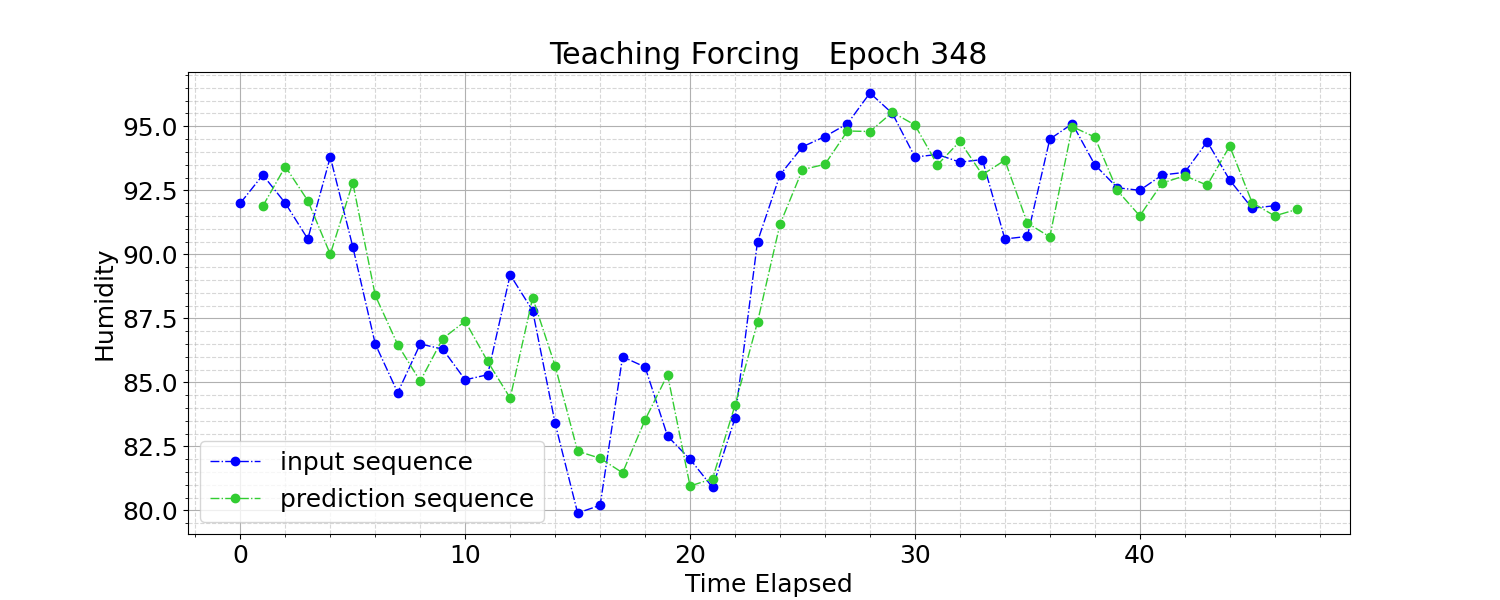 Teaching Forcing   Epoch 348
Humidity
95.0
92.5
90.0
87.5
85.0
82.5
80.0
input sequence
prediction sequence
0 10 20 30 40
Time Elapsed